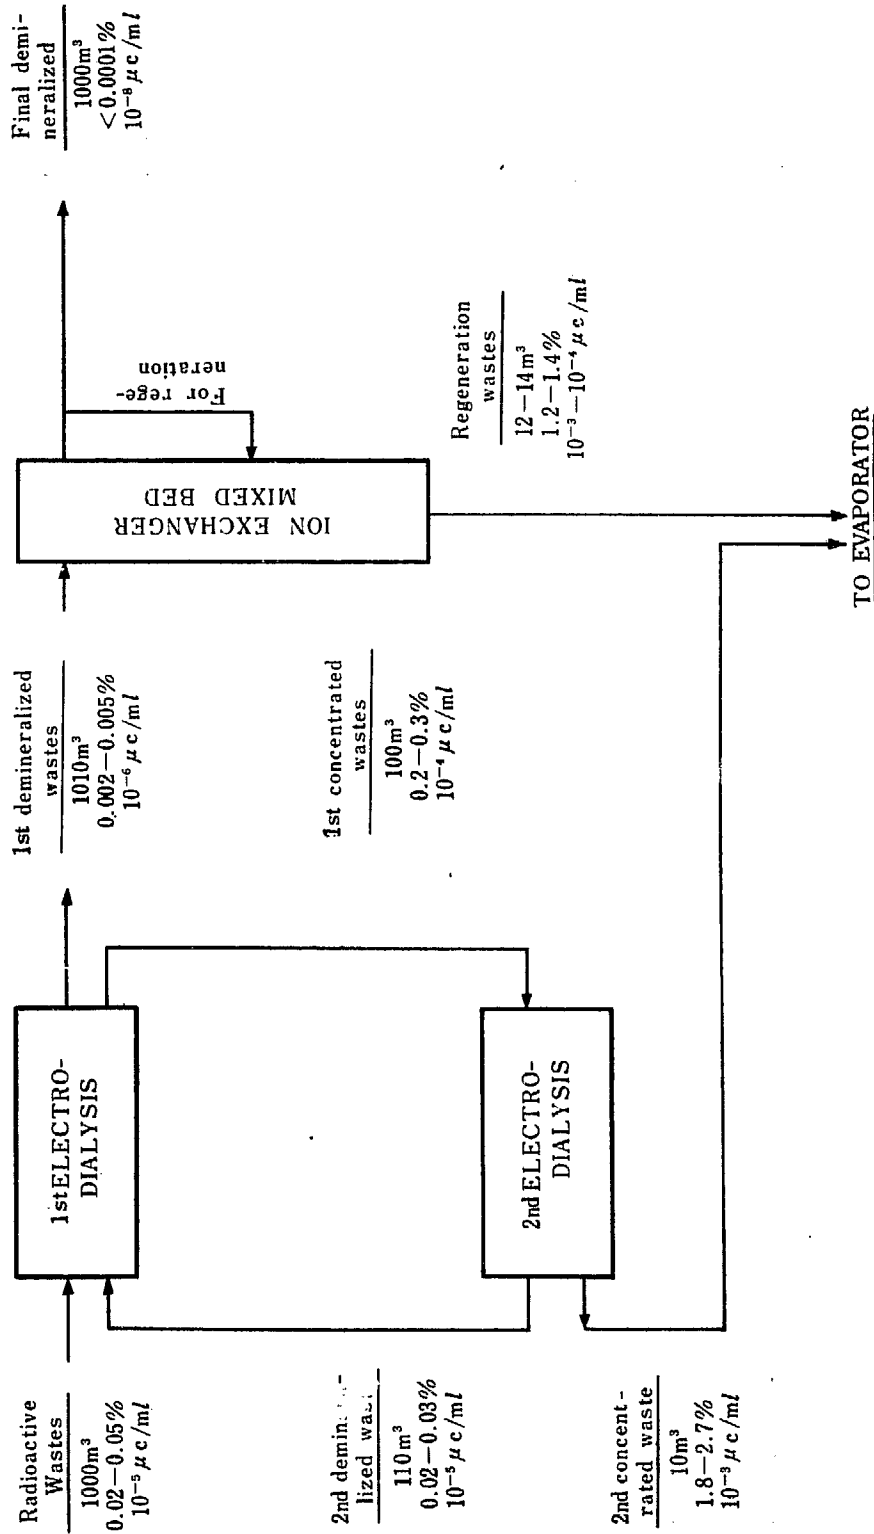 Radioactive
Wastes
1000m³
0.02−0.05%
10⁻⁵ μc/ml
1st ELECTRO-
DIALYSIS
1st demineralized
wastes
1010m³
0.002−0.005%
10⁻⁶ μc/ml
ION EXCHANGER
MIXED BED
For rege-
neration
Final demi-
neralized
1000m³
<0.0001%
10⁻⁸ μc/ml
2nd
lized
110m³
0.02−0.03%
10⁻⁵ μc/ml
1st concentrated
wastes
100m³
0.2−0.3%
10⁻⁴ μc/ml
Regeneration
wastes
12−14m³
1.2−1.4%
10⁻³−10⁻⁴ μc/ml
2nd ELECTRO-
DIALYSIS
2nd concent-
rated waste
10m³
1.8−2.7%
10⁻³ μc/ml
TO EVAPORATOR